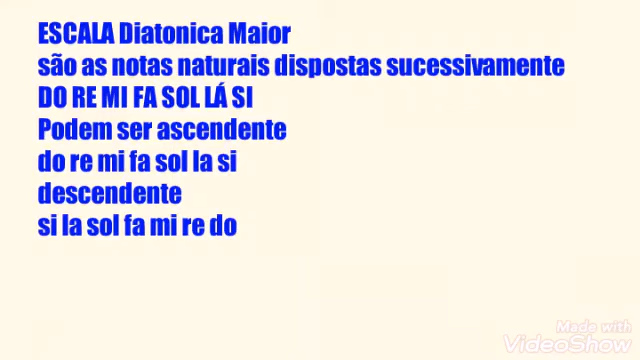 ESCALA Diatonica Maior
são as notas naturais dispostas sucessivamente
DO RE MI FA SOL LÁ SI
Podem ser ascendente
do re mi fa sol la si
descendente
si la sol fa mi re do
Made with
VideoShow